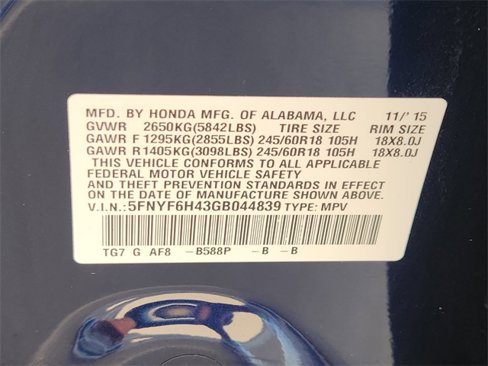 MFD. BY HONDA MFG. OF ALABAMA, LLC 11/'15
GVWR 2650KG(5842LBS) TIRE SIZE RIM SIZE
GAWR F 1295KG(2855LBS) 245/60R18 105H 18X8.0J
GAWR R 1405KG(3098LBS) 245/60R18 105H 18X8.0J
THIS VEHICLE CONFORMS TO ALL APPLICABLE
FEDERAL MOTOR VEHICLE SAFETY
AND THEFT PREVENTION STANDARDS IN EFFECT
ON THE DATE OF MANUFACTURE SHOWN ABOVE.
V.I.N.: 5FNYF6H43GB044839 TYPE: MPV
TG7 G AF8 -B588P -B -B